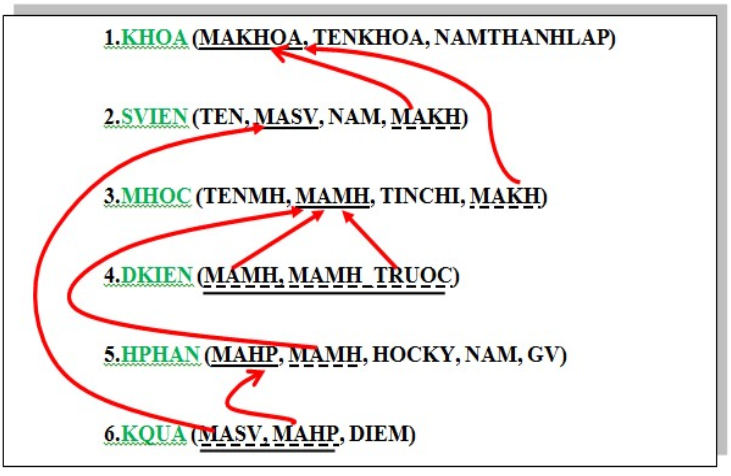 1.KHOA (MAKHOA, TENKHOA, NAMTHANHLAP)
2.SVIEN (TEN, MASV, NAM, MAKH)
3.MHOC (TENMH, MAMH, TINCHI, MAKH)
4.DKIEN (MAMH, MAMH_TRUOC)
5.HPHAN (MAHP, MAMH, HOCKY, NAM, GV)
6.KQUA (MASV, MAHP, DIEM)